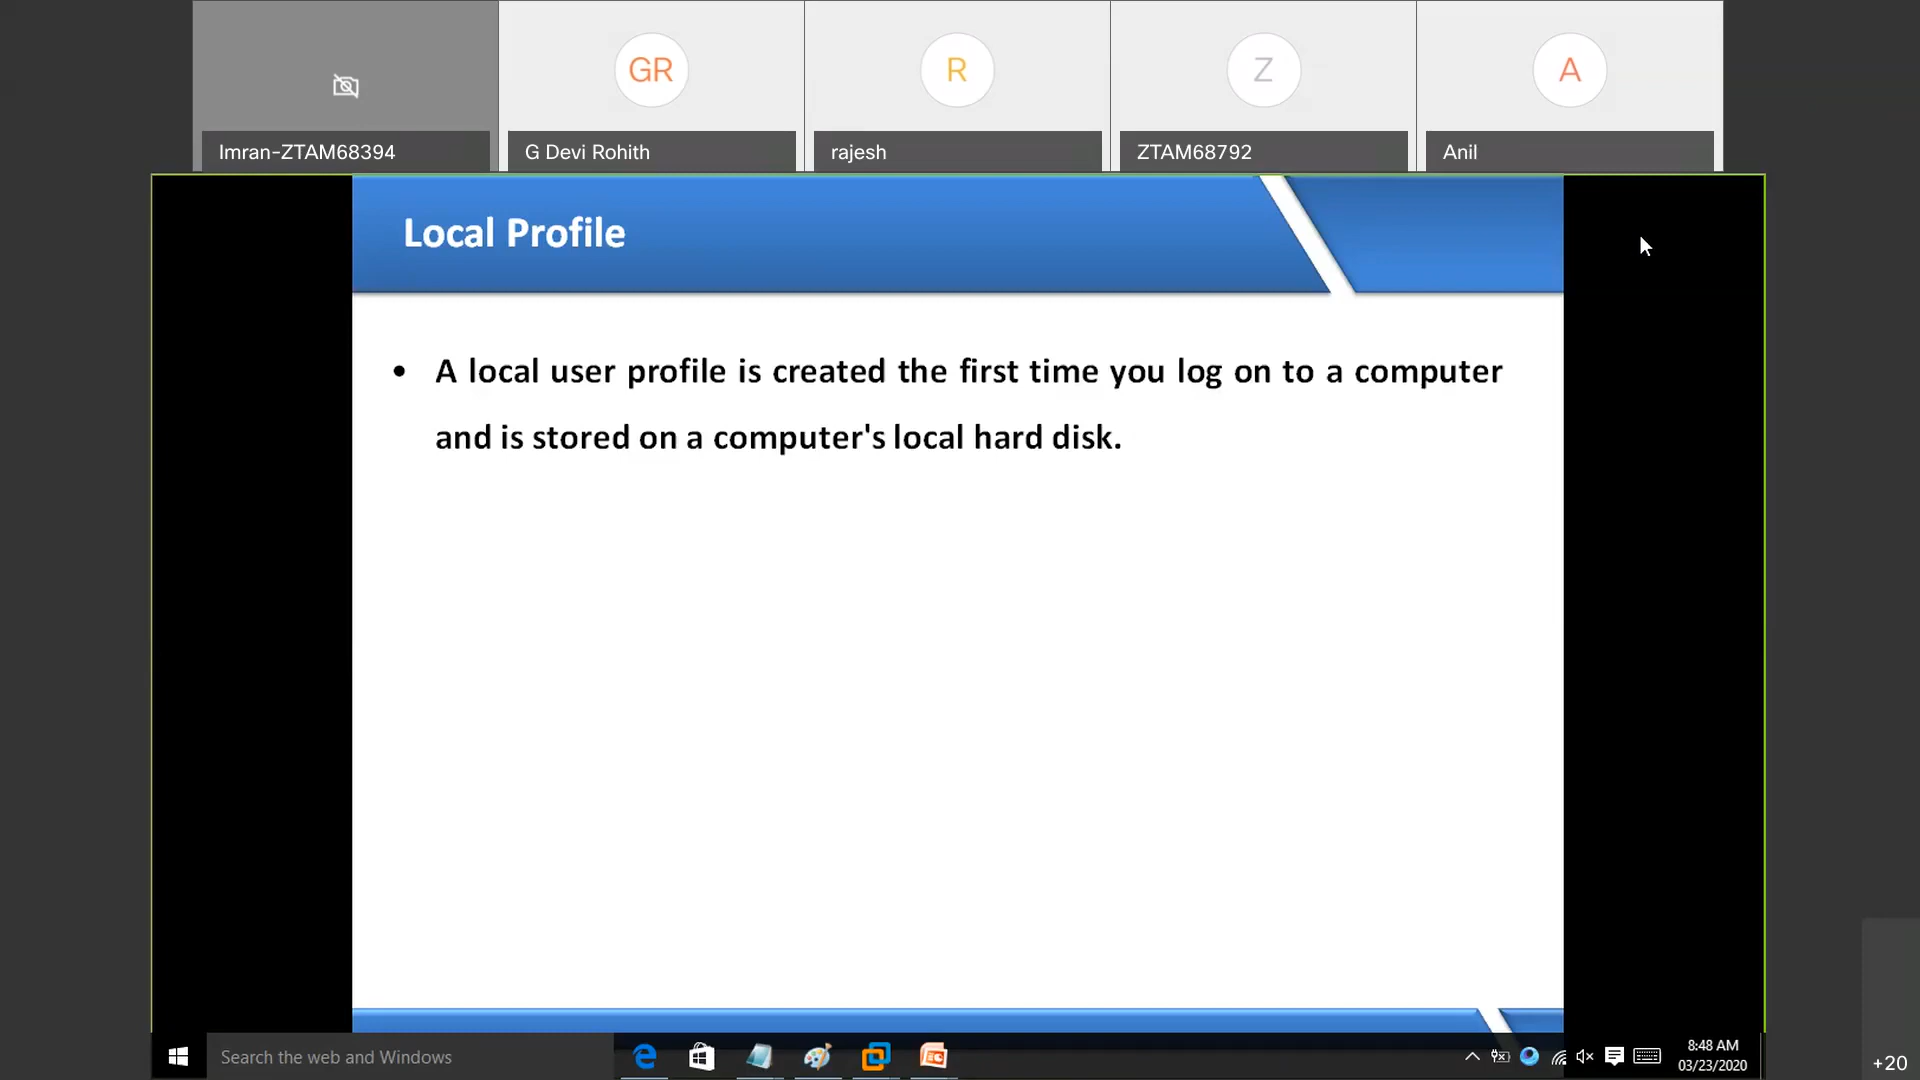 GR
R
Z
A
Imran-ZTAM68394
G Devi Rohith
rajesh
ZTAM68792
Anil
Local Profile
• A local user profile is created the first time you log on to a computer
and is stored on a computer's local hard disk.
Search the web and Windows
8:48 AM
03/23/2020
+20